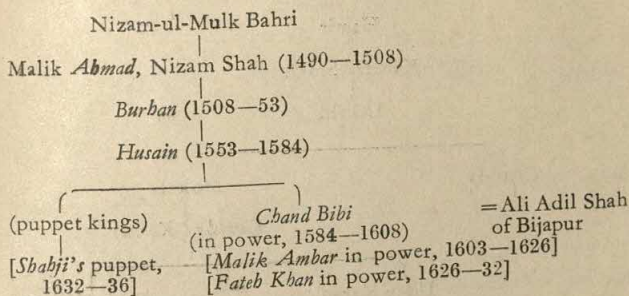 Nizam-ul-Mulk Bahri
Malik Ahmad, Nizam Shah (1490—1508)
Burhan (1508—53)
Husain (1553—1584)
(puppet kings) Chand Bibi =Ali Adil Shah
(in power, 1584—1608) of Bijapur
[Shahji's puppet, [Malik Ambar in power, 1603—1626]
1632—36] [Fateh Khan in power, 1626—32]